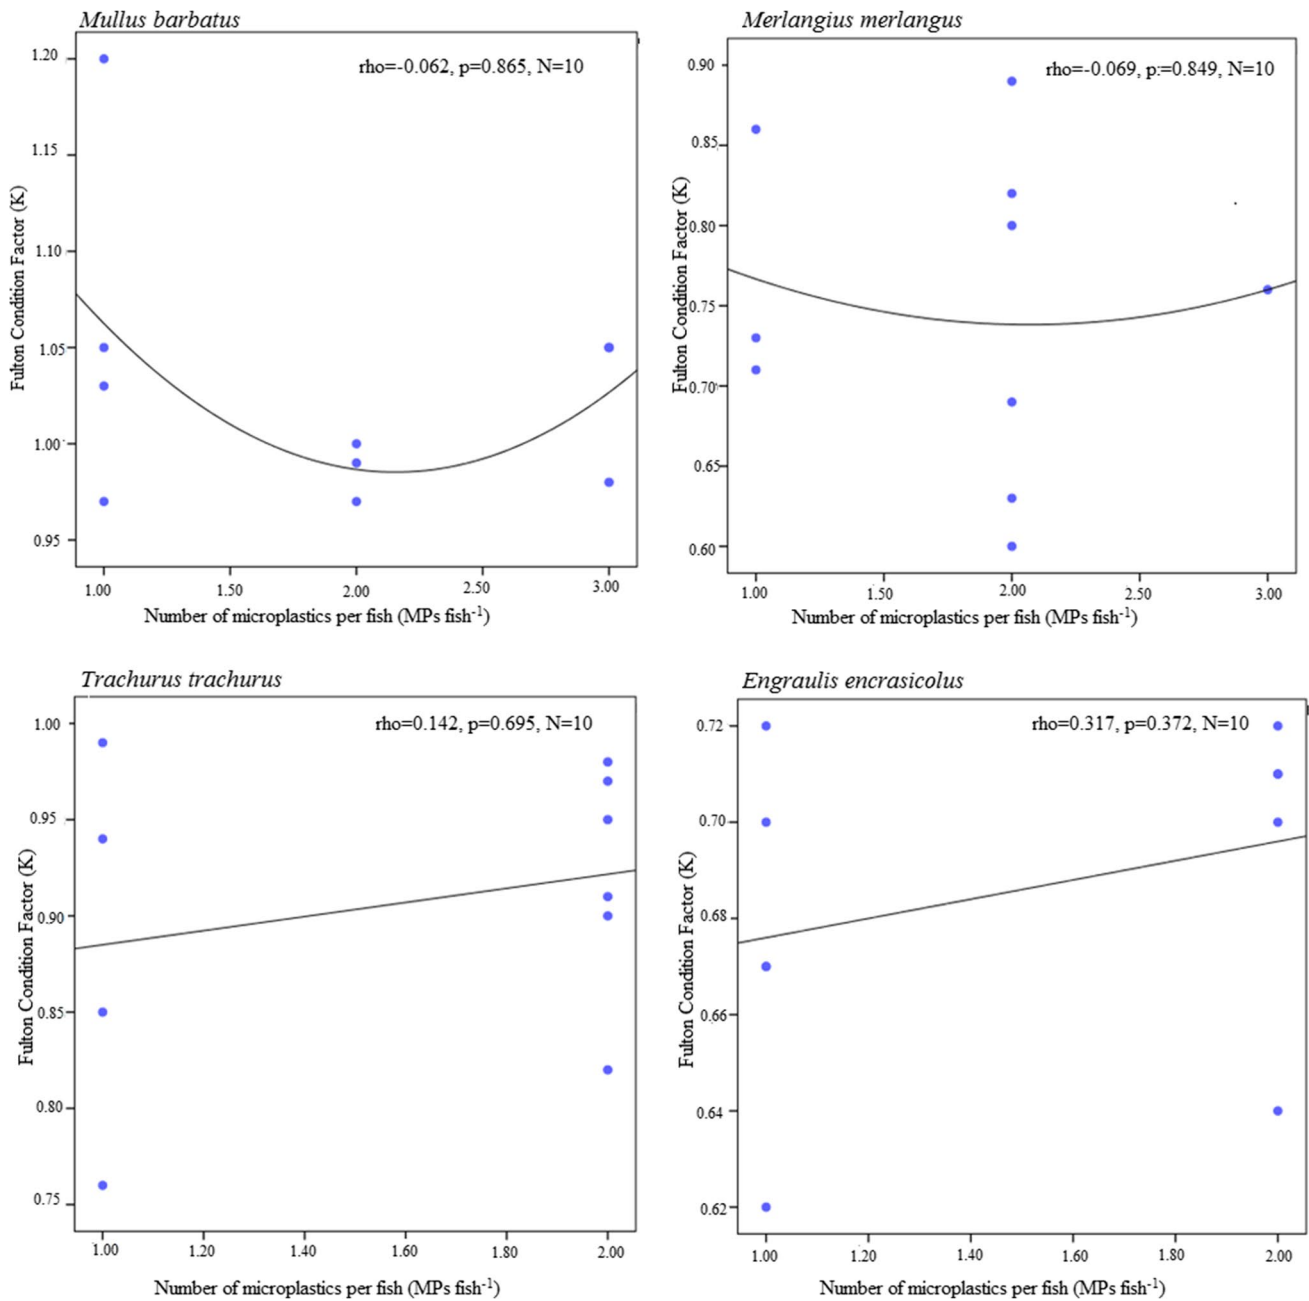 Mullus barbatus
rho=-0.062, p=0.865, N=10
Fulton Condition Factor (K)
1.20
1.15
1.10
1.05
1.00
0.95
1.00 1.50 2.00 2.50 3.00
Number of microplastics per fish (MPs fish-1)
Merlangius merlangus
rho=-0.069, p:=0.849, N=10
Fulton Condition Factor (K)
0.90
0.85
0.80
0.75
0.70
0.65
0.60
1.00 1.50 2.00 2.50 3.00
Number of microplastics per fish (MPs fish-1)
Trachurus trachurus
rho=0.142, p=0.695, N=10
Fulton Condition Factor (K)
1.00
0.95
0.90
0.85
0.80
0.75
1.00 1.20 1.40 1.60 1.80 2.00
Number of microplastics per fish (MPs fish-1)
Engraulis encrasicolus
rho=0.317, p=0.372, N=10
Fulton Condition Factor (K)
0.72
0.70
0.68
0.66
0.64
0.62
1.00 1.20 1.40 1.60 1.80 2.00
Number of microplastics per fish (MPs fish-1)